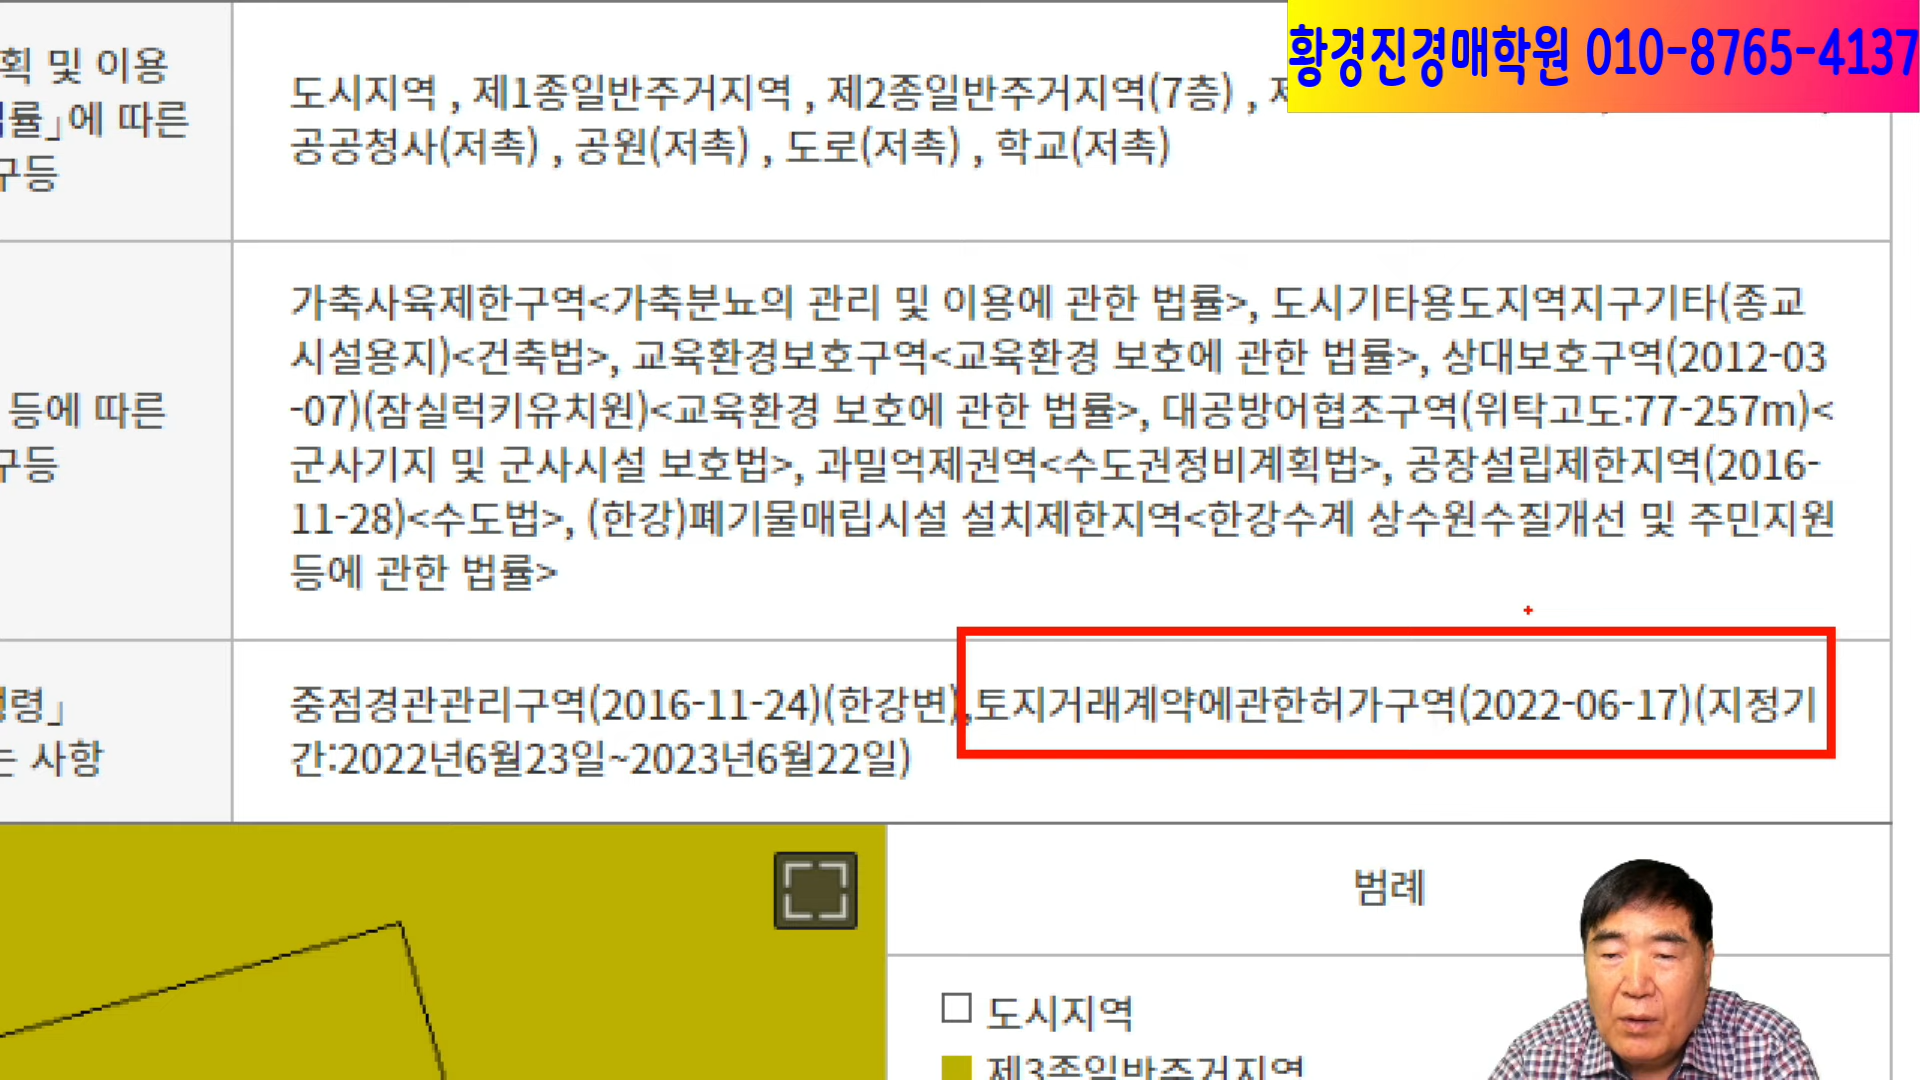 황경진경매학원 010-8765-4137
획 및 이용
률」에 따른
구등
도시지역 , 제1종일반주거지역 , 제2종일반주거지역(7층) ,
공공청사(저촉) , 공원(저촉) , 도로(저촉) , 학교(저촉)
등에 따른
구등
가축사육제한구역<가축분뇨의 관리 및 이용에 관한 법률>, 도시기타용도지역지구기타(종교
시설용지)<건축법>, 교육환경보호구역<교육환경 보호에 관한 법률>, 상대보호구역(2012-03
-07)(잠실럭키유치원)<교육환경 보호에 관한 법률>, 대공방어협조구역(위탁고도:77-257m)<
군사기지 및 군사시설 보호법>, 과밀억제권역<수도권정비계획법>, 공장설립제한지역(2016-
11-28)<수도법>, (한강)폐기물매립시설 설치제한지역<한강수계 상수원수질개선 및 주민지원
등에 관한 법률>
령」
는 사항
중점경관관리구역(2016-11-24)(한강변),토지거래계약에관한허가구역(2022-06-17)(지정기
간:2022년6월23일~2023년6월22일)
범례
도시지역
제3종일반주거지역